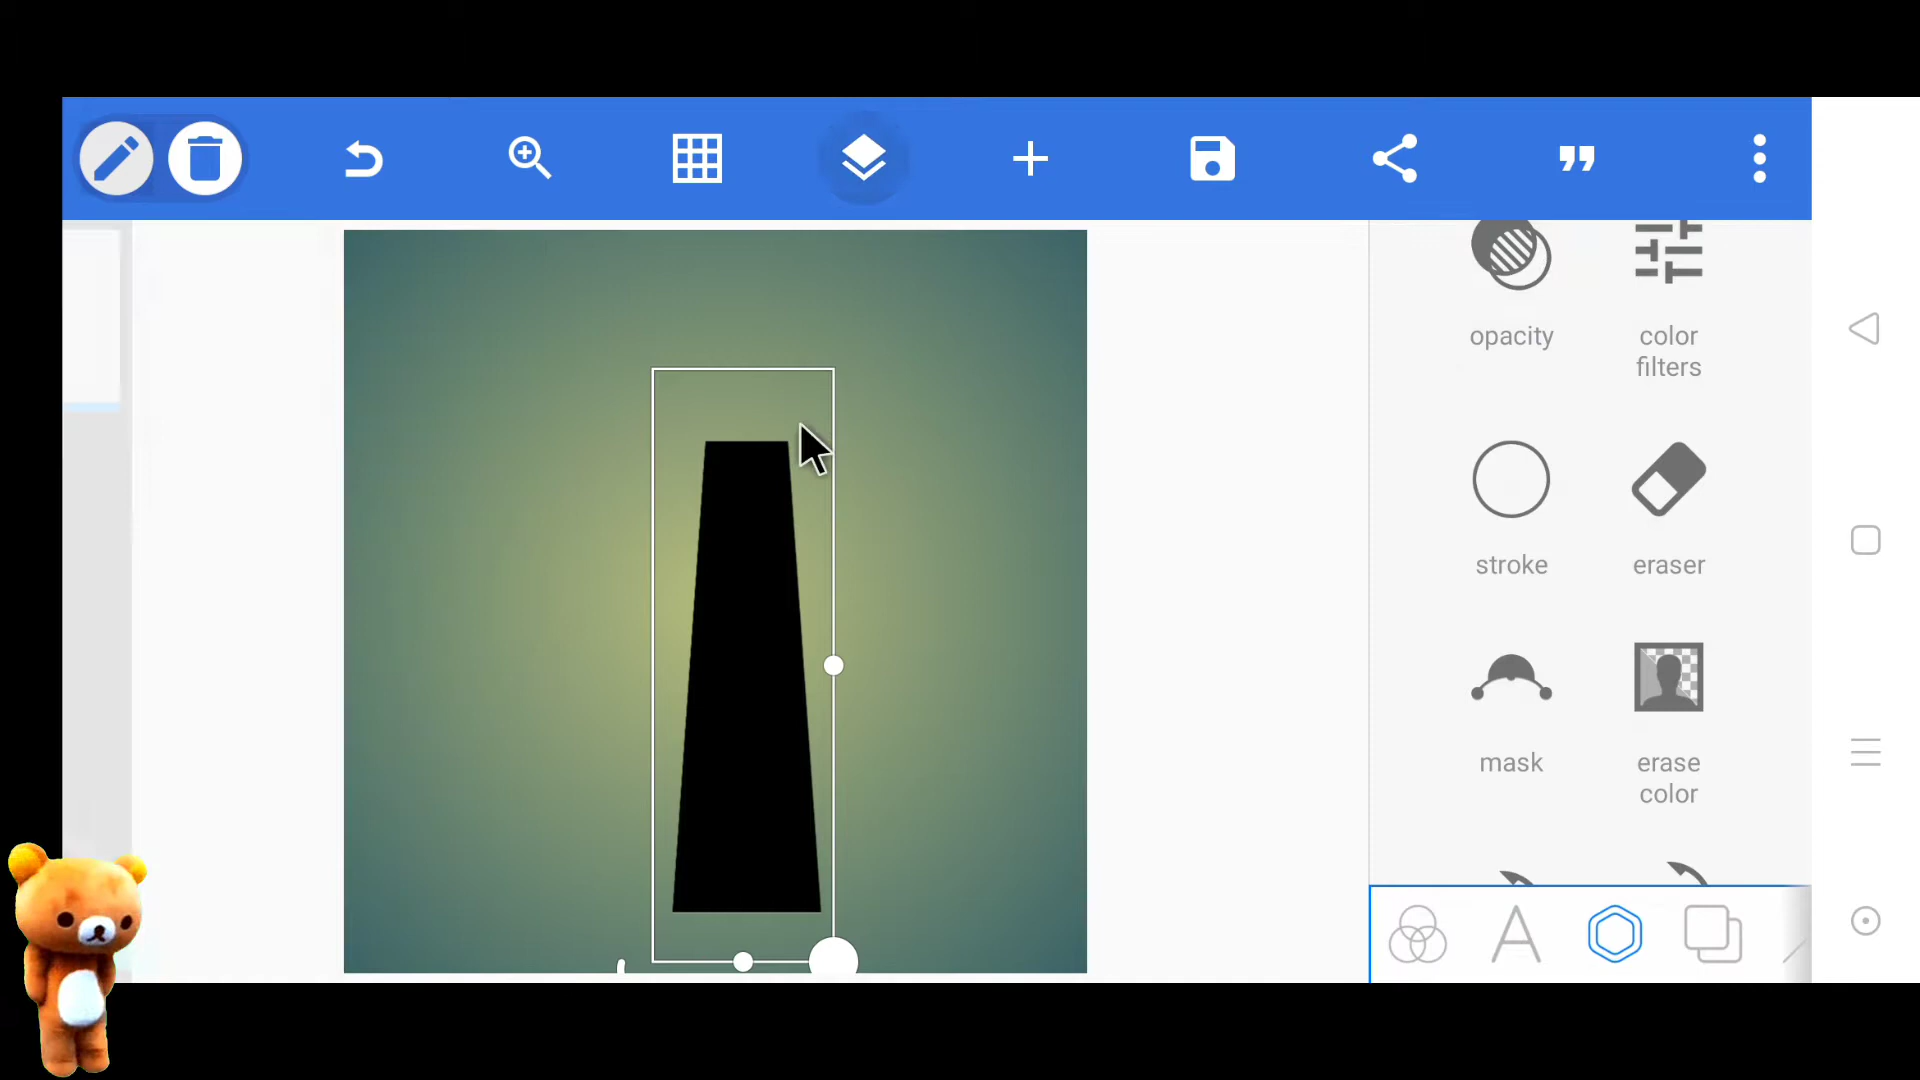 opacity
color
filters
stroke
eraser
mask
erase
color